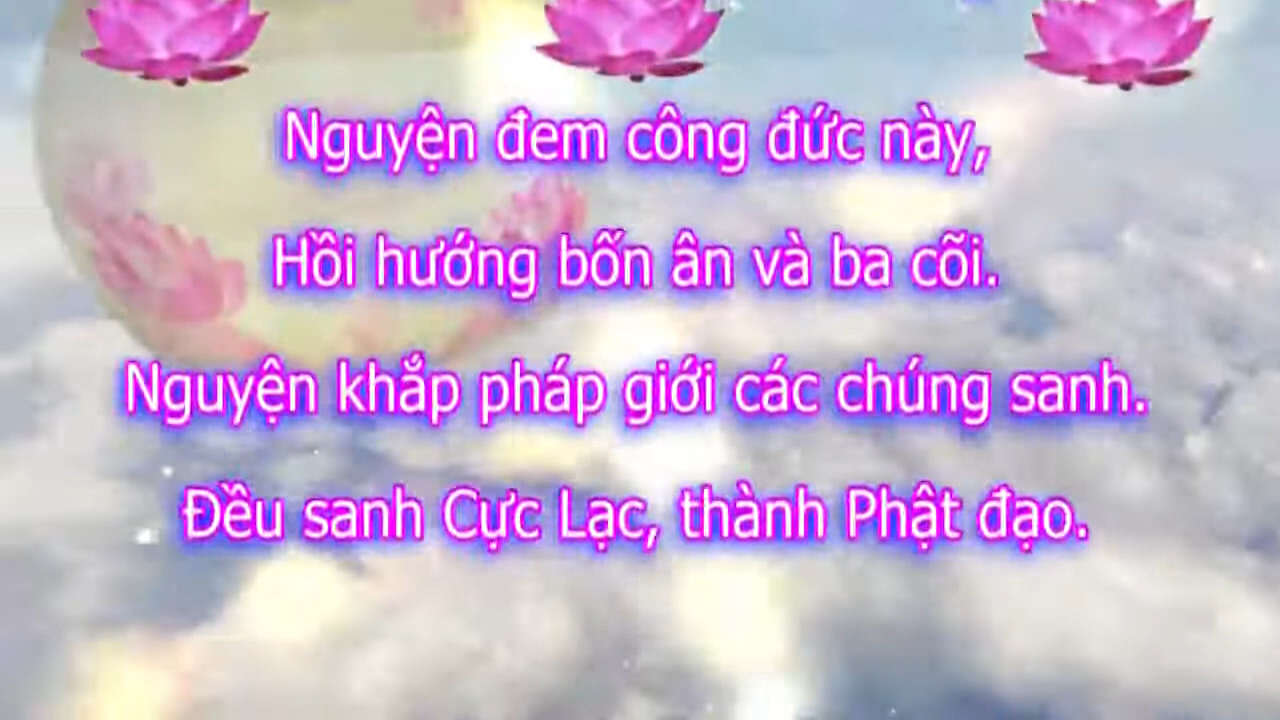 Nguyện đem công đức này,
Hồi hướng bốn ân và ba cõi.
Nguyện khắp pháp giới các chúng sanh.
Đều sanh Cực Lạc, thành Phật đạo.